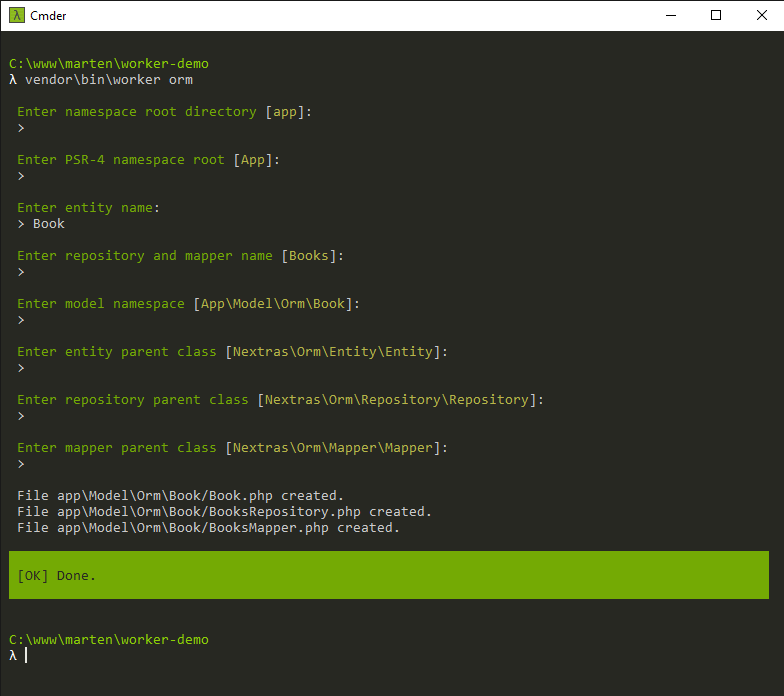 λ Cmder
C:\www\marten\worker-demo
λ vendor\bin\worker orm
Enter namespace root directory [app]:
>
Enter PSR-4 namespace root [App]:
>
Enter entity name:
> Book
Enter repository and mapper name [Books]:
>
Enter model namespace [App\Model\Orm\Book]:
>
Enter entity parent class [Nextras\Orm\Entity\Entity]:
>
Enter repository parent class [Nextras\Orm\Repository\Repository]:
>
Enter mapper parent class [Nextras\Orm\Mapper\Mapper]:
>
File app\Model\Orm\Book/Book.php created.
File app\Model\Orm\Book/BooksRepository.php created.
File app\Model\Orm\Book/BooksMapper.php created.
[OK] Done.
C:\www\marten\worker-demo
λ